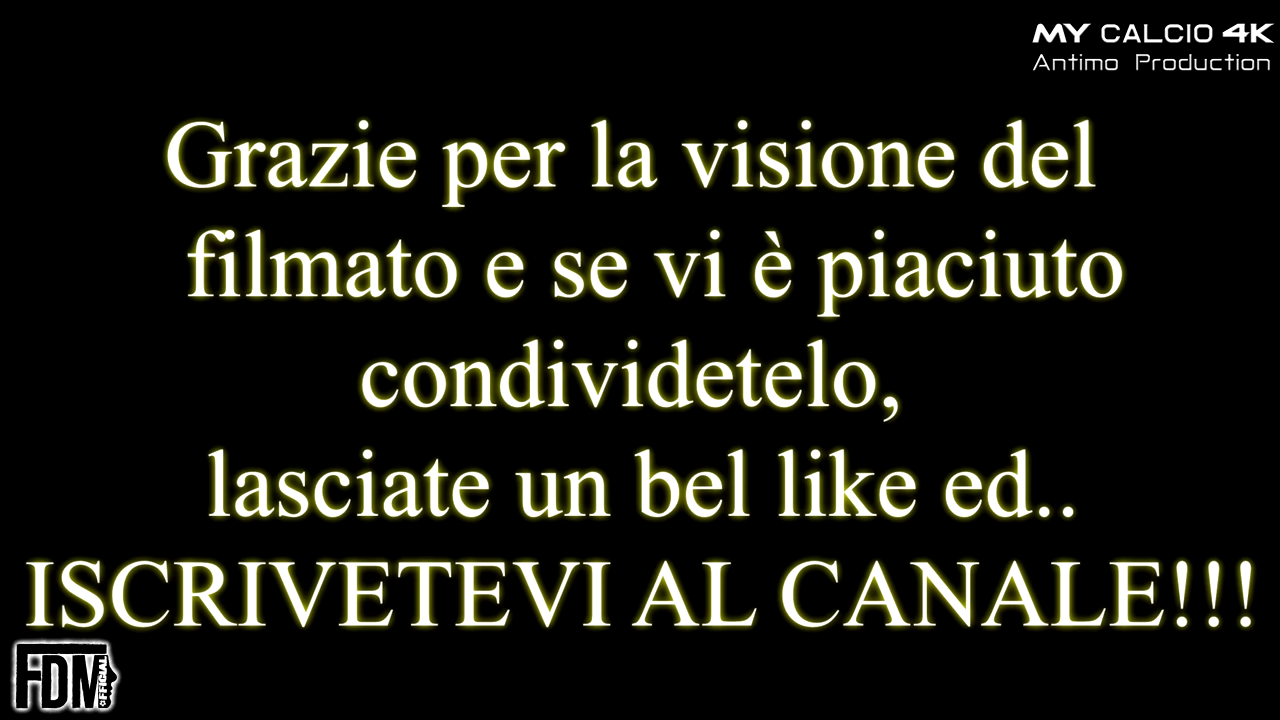 MY CALCIO 4K
Antimo Production
Grazie per la visione del
filmato e se vi è piaciuto
condividetelo,
lasciate un bel like ed..
ISCRIVETEVI AL CANALE!!!
FDM
OFFICIAL